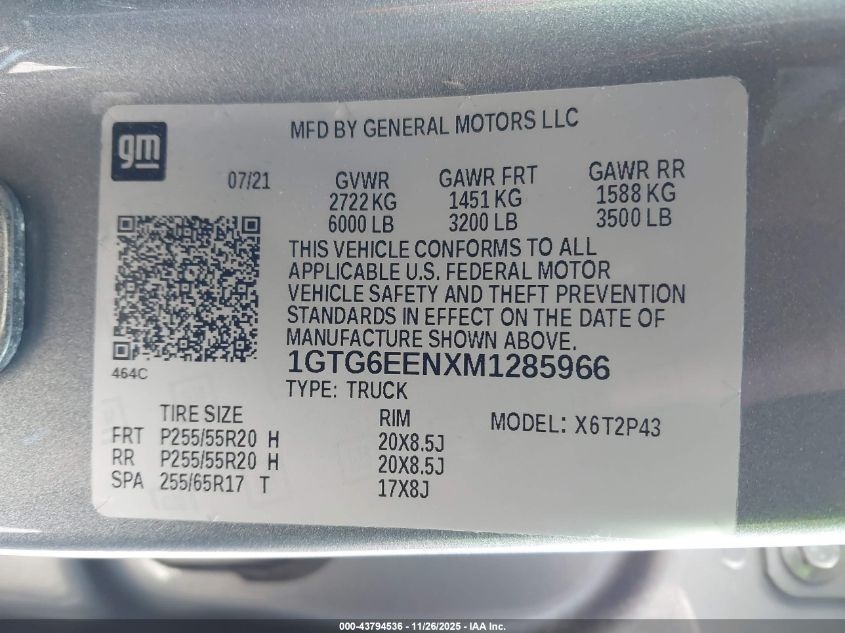 gm
MFD BY GENERAL MOTORS LLC
07/21 GVWR GAWR FRT GAWR RR
2722 KG 1451 KG 1588 KG
6000 LB 3200 LB 3500 LB
THIS VEHICLE CONFORMS TO ALL
APPLICABLE U.S. FEDERAL MOTOR
VEHICLE SAFETY AND THEFT PREVENTION
STANDARDS IN EFFECT ON THE DATE OF
MANUFACTURE SHOWN ABOVE.
464C
1GTG6EENXM1285966
TYPE: TRUCK
TIRE SIZE RIM MODEL: X6T2P43
FRT P255/55R20 H 20X8.5J
RR P255/55R20 H 20X8.5J
SPA 255/65R17 T 17X8J
000-43794536 - 11/26/2025 - IAA Inc.